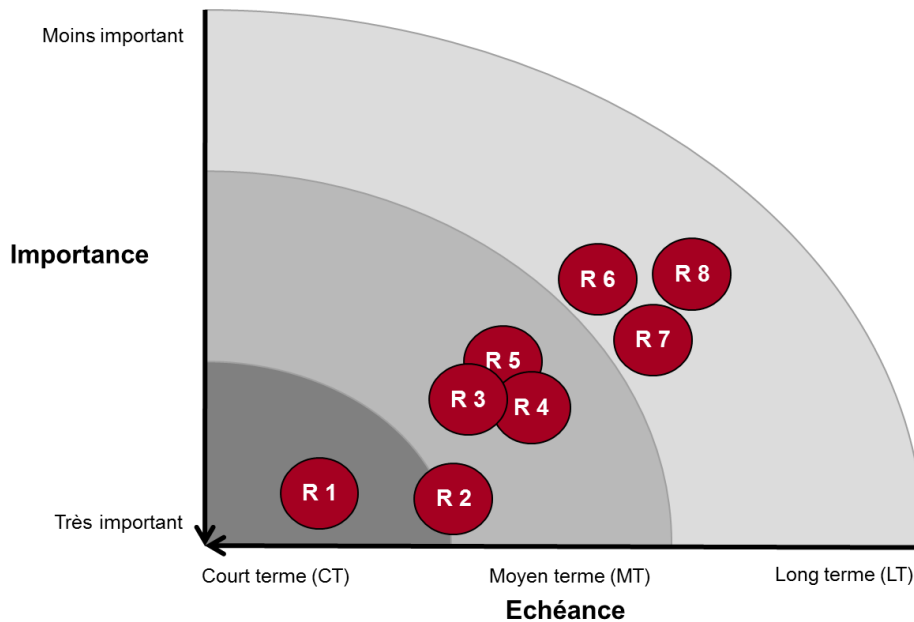 Moins important
Importance
R 6
R 8
R 7
R 5
R 3
R 4
R 1
R 2
Très important
Court terme (CT)
Moyen terme (MT)
Long terme (LT)
Echéance